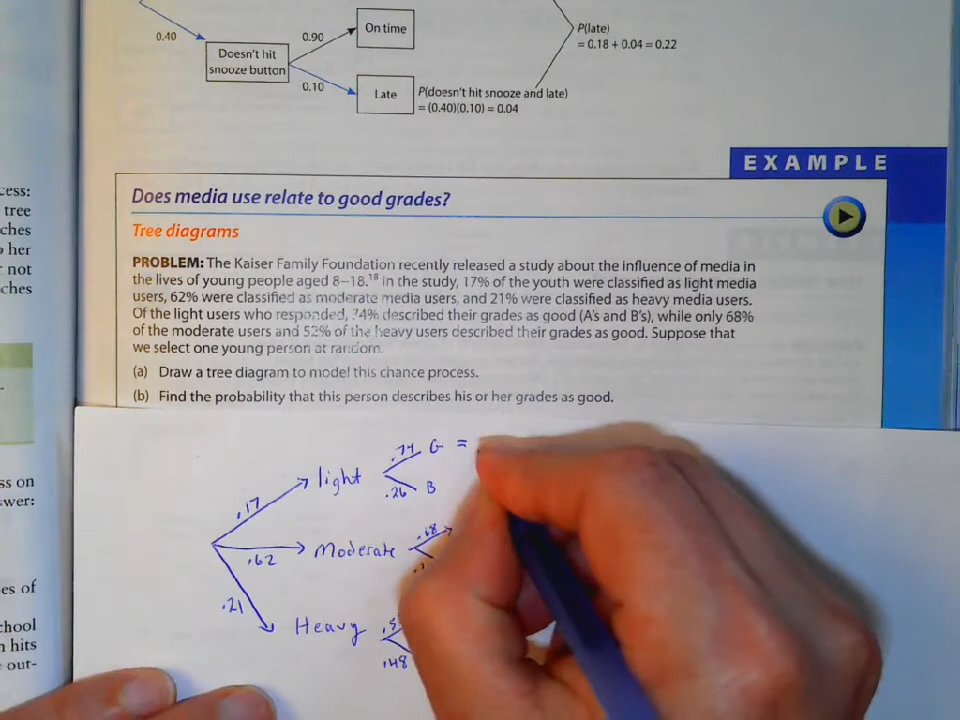 0.40
Doesn't hit
snooze button
0.90
On time
0.10
Late
P(doesn't hit snooze and late)
= (0.40)(0.10) = 0.04
P(late)
= 0.18 + 0.04 = 0.22
EXAMPLE
cess:
tree
ches
her
not
ches
Does media use relate to good grades?
Tree diagrams
PROBLEM: The Kaiser Family Foundation recently released a study about the influence of media in
the lives of young people aged 8–18.18 In the study, 17% of the youth were classified as light media
users, 62% were classified as moderate media users, and 21% were classified as heavy media users.
Of the light users who responded, 74% described their grades as good (A's and B's), while only 68%
of the moderate users and 52% of the heavy users described their grades as good. Suppose that
we select one young person at random.
(a) Draw a tree diagram to model this chance process.
(b) Find the probability that this person describes his or her grades as good.
ss on
swer:
es of
chool
n hits
out-
.17
light
.74 G =
.26 B
.62
Moderate
.68
.21
Heavy
.48